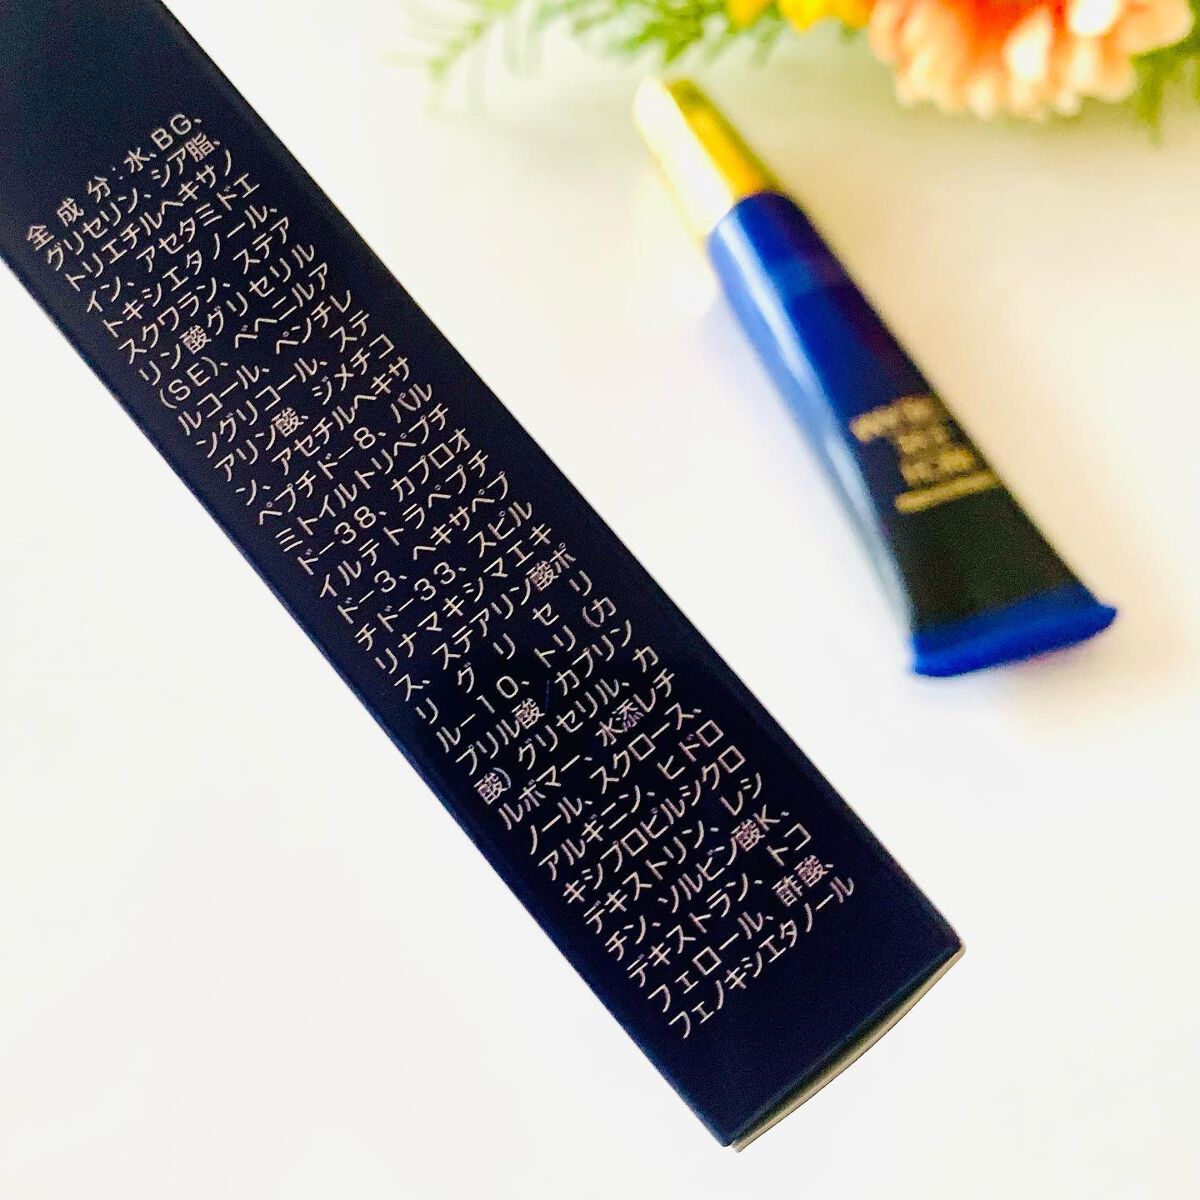 全成分：水、BG、
グリセリン、シア脂、
トリエチルヘキサノ
イン、アセタミドエ
トキシエタノール、
スクワラン、ステア
リン酸グリセリル
(SE)、ベヘニルア
ルコール、ペンチレ
ングリコール、ステ
アリン酸、ジメチコ
ン、アセチルヘキサ
ペプチド-8、パル
ミトイルトリペプチ
ド-38、カプロオ
イルテトラペプチ
ド-3、ヘキサペプ
チド-33、スピル
リナマキシマエキ
ス、ステアリン酸ポ
リグリセリ
ル-10、トリ(カ
プリル酸／カプリン
酸)グリセリル、カ
ルボマー、水添レチ
ノール、スクロース、
アルギニン、ヒドロ
キシプロピルシクロ
デキストリン、レシ
チン、ソルビン酸K、
デキストラン、トコ
フェロール、酢酸、
フェノキシエタノール